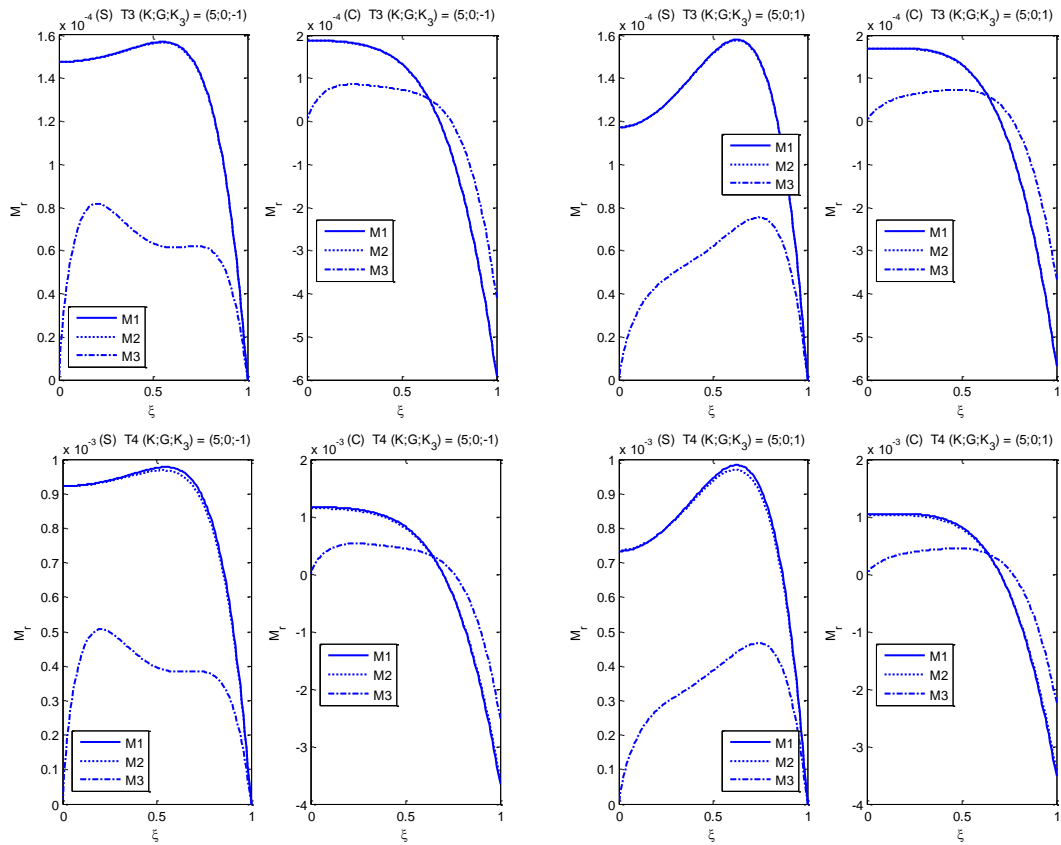 x 10⁻⁴ (S) T3 (K;G;K₃) = (5;0;-1)
1.6
1.4
1.2
1
0.8
0.6
0.4
0.2
0
M_r
M1
M2
M3
0
0.5
1
ξ
x 10⁻⁴ (C) T3 (K;G;K₃) = (5;0;-1)
2
1
0
-1
-2
-3
-4
-5
-6
M_r
M1
M2
M3
0
0.5
1
ξ
x 10⁻⁴ (S) T3 (K;G;K₃) = (5;0;1)
1.6
1.4
1.2
1
0.8
0.6
0.4
0.2
0
M_r
M1
M2
M3
0
0.5
1
ξ
x 10⁻⁴ (C) T3 (K;G;K₃) = (5;0;1)
2
1
0
-1
-2
-3
-4
-5
-6
M_r
M1
M2
M3
0
0.5
1
ξ
x 10⁻³ (S) T4 (K;G;K₃) = (5;0;-1)
1
0.9
0.8
0.7
0.6
0.5
0.4
0.3
0.2
0.1
0
M_r
M1
M2
M3
0
0.5
1
ξ
x 10⁻³ (C) T4 (K;G;K₃) = (5;0;-1)
2
1
0
-1
-2
-3
-4
M_r
M1
M2
M3
0
0.5
1
ξ
x 10⁻³ (S) T4 (K;G;K₃) = (5;0;1)
1
0.9
0.8
0.7
0.6
0.5
0.4
0.3
0.2
0.1
0
M_r
M1
M2
M3
0
0.5
1
ξ
x 10⁻³ (C) T4 (K;G;K₃) = (5;0;1)
2
1
0
-1
-2
-3
-4
M_r
M1
M2
M3
0
0.5
1
ξ